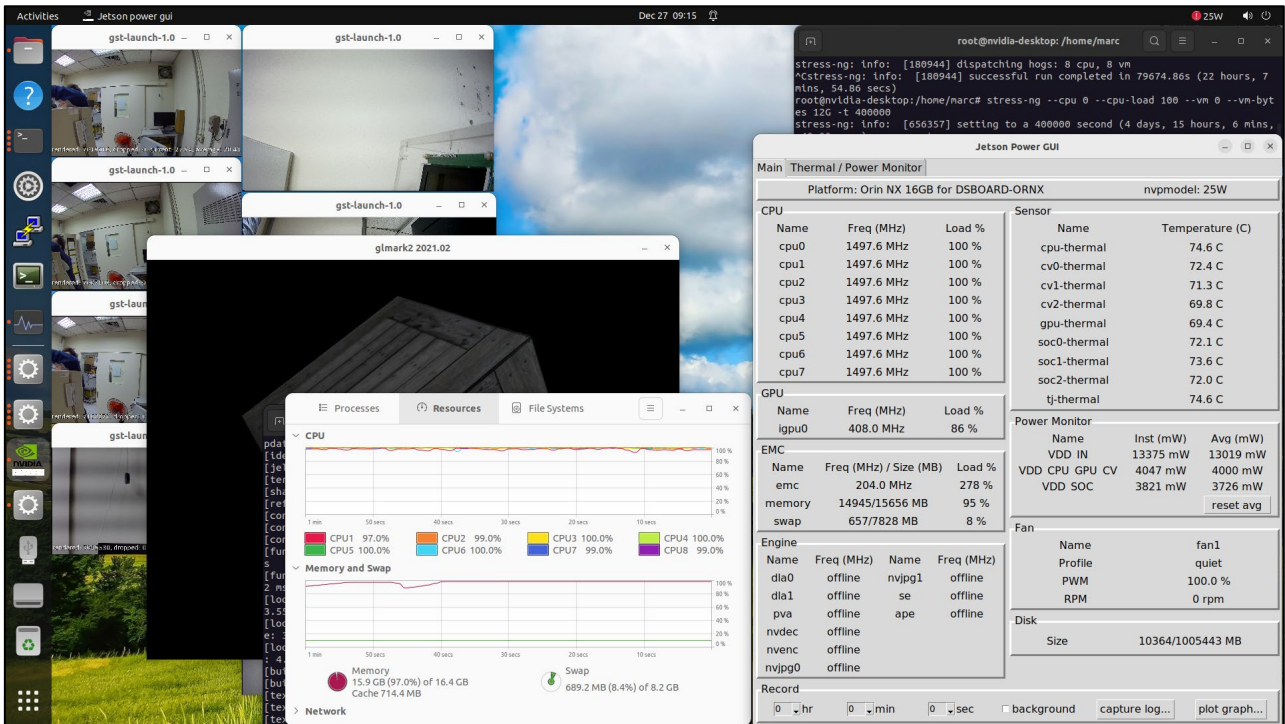 Activities
Jetson power gui
Dec 27 09:15
25W
gst-launch-1.0
gst-launch-1.0
gst-launch-1.0
gst-launch-1.0
gst-laun
gst-laun
glmark2 2021.02
root@nvidia-desktop: /home/marc
stress-ng: info: [180944] dispatching hogs: 8 cpu, 8 vm
^Cstress-ng: info: [180944] successful run completed in 79674.86s (22 hours, 7
mins, 54.86 secs)
root@nvidia-desktop:/home/marc# stress-ng --cpu 0 --cpu-load 100 --vm 0 --vm-byt
es 12G -t 400000
stress-ng: info: [656357] setting to a 400000 second (4 days, 15 hours, 6 mins,
Jetson Power GUI
Main Thermal / Power Monitor
Platform: Orin NX 16GB for DSBOARD-ORNX nvpmodel: 25W
CPU
Name Freq (MHz) Load %
cpu0 1497.6 MHz 100 %
cpu1 1497.6 MHz 100 %
cpu2 1497.6 MHz 100 %
cpu3 1497.6 MHz 100 %
cpu4 1497.6 MHz 100 %
cpu5 1497.6 MHz 100 %
cpu6 1497.6 MHz 100 %
cpu7 1497.6 MHz 100 %
GPU
Name Freq (MHz) Load %
igpu0 408.0 MHz 86 %
EMC
Name Freq (MHz) / Size (MB) Load %
emc 204.0 MHz 278 %
memory 14945/15656 MB 95 %
swap 657/7828 MB 8 %
Engine
Name Freq (MHz) Name Freq (MHz)
dla0 offline nvjpg1 offline
dla1 offline se offline
pva offline ape offline
nvdec offline
nvenc offline
nvjpg0 offline
Sensor
Name Temperature (C)
cpu-thermal 74.6 C
cv0-thermal 72.4 C
cv1-thermal 71.3 C
cv2-thermal 69.8 C
gpu-thermal 69.4 C
soc0-thermal 72.1 C
soc1-thermal 73.6 C
soc2-thermal 72.0 C
tj-thermal 74.6 C
Power Monitor
Name Inst (mW) Avg (mW)
VDD IN 13375 mW 13019 mW
VDD CPU GPU CV 4047 mW 4000 mW
VDD SOC 3821 mW 3726 mW
reset avg
Fan
Name fan1
Profile quiet
PWM 100.0 %
RPM 0 rpm
Disk
Size 10364/1005443 MB
Record
0 hr 0 min 0 sec background capture log... plot graph...
Processes Resources File Systems
CPU
100 %
80 %
60 %
40 %
20 %
0 %
1 min 50 secs 40 secs 30 secs 20 secs 10 secs
CPU1 97.0% CPU2 99.0% CPU3 100.0% CPU4 100.0%
CPU5 100.0% CPU6 100.0% CPU7 99.0% CPU8 99.0%
Memory and Swap
100 %
80 %
60 %
40 %
20 %
0 %
1 min 50 secs 40 secs 30 secs 20 secs 10 secs
Memory
15.9 GB (97.0%) of 16.4 GB
Cache 714.4 MB
Swap
689.2 MB (8.4%) of 8.2 GB
Network